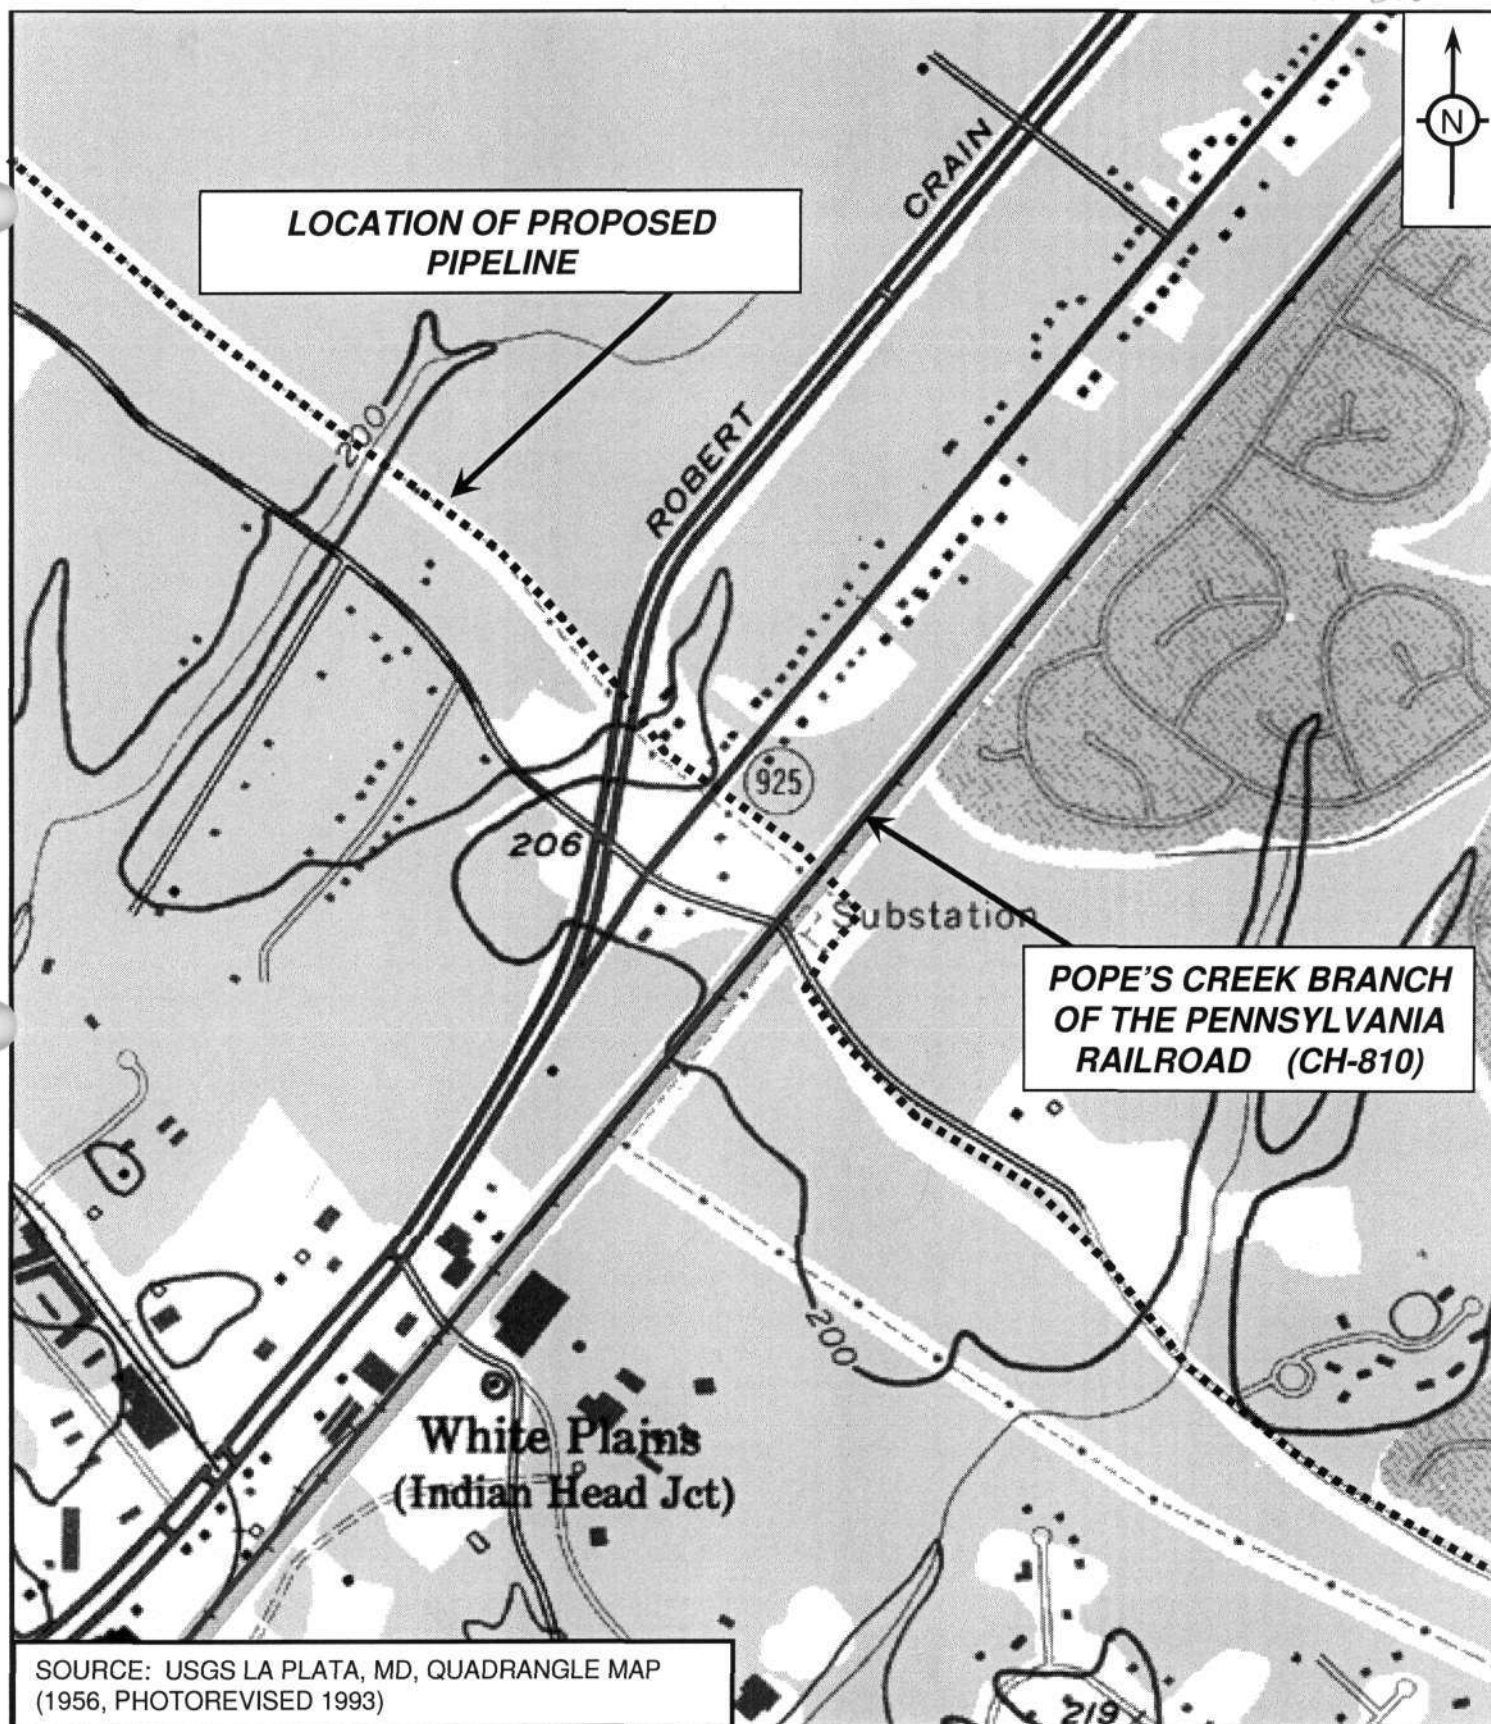 N
CRAIN
LOCATION OF PROPOSED
PIPELINE
200
ROBERT
925
206
Substation
POPE'S CREEK BRANCH
OF THE PENNSYLVANIA
RAILROAD (CH-810)
200
White Plains
(Indian Head Jct)
SOURCE: USGS LA PLATA, MD, QUADRANGLE MAP
(1956, PHOTOREVISED 1993)
219